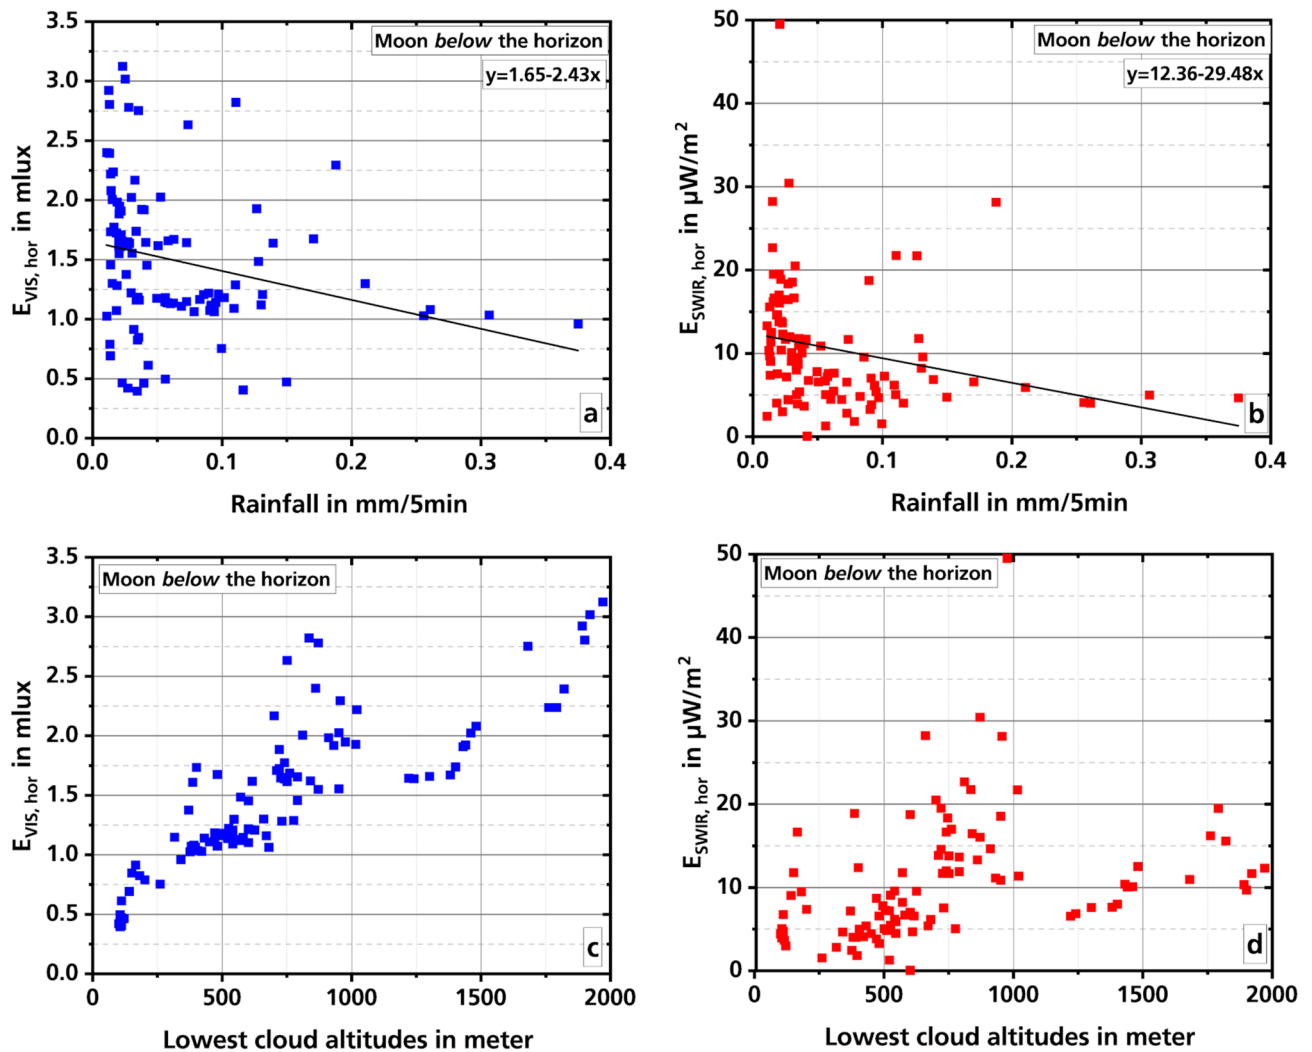 Moon below the horizon
y=1.65-2.43x
E_VIS, hor in mlux
3.5
3.0
2.5
2.0
1.5
1.0
0.5
0.0
a
0.0 0.1 0.2 0.3 0.4
Rainfall in mm/5min
Moon below the horizon
y=12.36-29.48x
E_SWIR, hor in µW/m²
50
40
30
20
10
0
b
0.0 0.1 0.2 0.3 0.4
Rainfall in mm/5min
Moon below the horizon
E_VIS, hor in mlux
3.5
3.0
2.5
2.0
1.5
1.0
0.5
0.0
c
0 500 1000 1500 2000
Lowest cloud altitudes in meter
Moon below the horizon
E_SWIR, hor in µW/m²
50
40
30
20
10
0
d
0 500 1000 1500 2000
Lowest cloud altitudes in meter